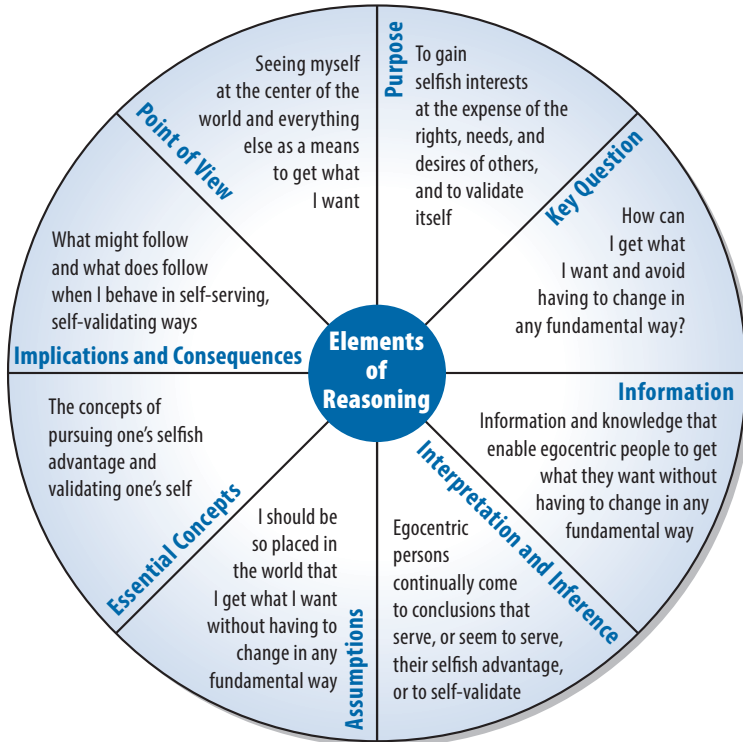 Elements
of
Reasoning
Purpose
To gain
selfish interests
at the expense of the
rights, needs, and
desires of others,
and to validate
itself
Key Question
How can
I get what
I want and avoid
having to change in
any fundamental way?
Information
Information and knowledge that
enable egocentric people to get
what they want without
having to change in any
fundamental way
Interpretation and Inference
Egocentric
persons
continually come
to conclusions that
serve, or seem to serve,
their selfish advantage,
or to self-validate
Assumptions
I should be
so placed in
the world that
I get what I want
without having to
change in any
fundamental way
Essential Concepts
The concepts of
pursuing one's selfish
advantage and
validating one's self
Implications and Consequences
What might follow
and what does follow
when I behave in self-serving,
self-validating ways
Point of View
Seeing myself
at the center of the
world and everything
else as a means
to get what
I want